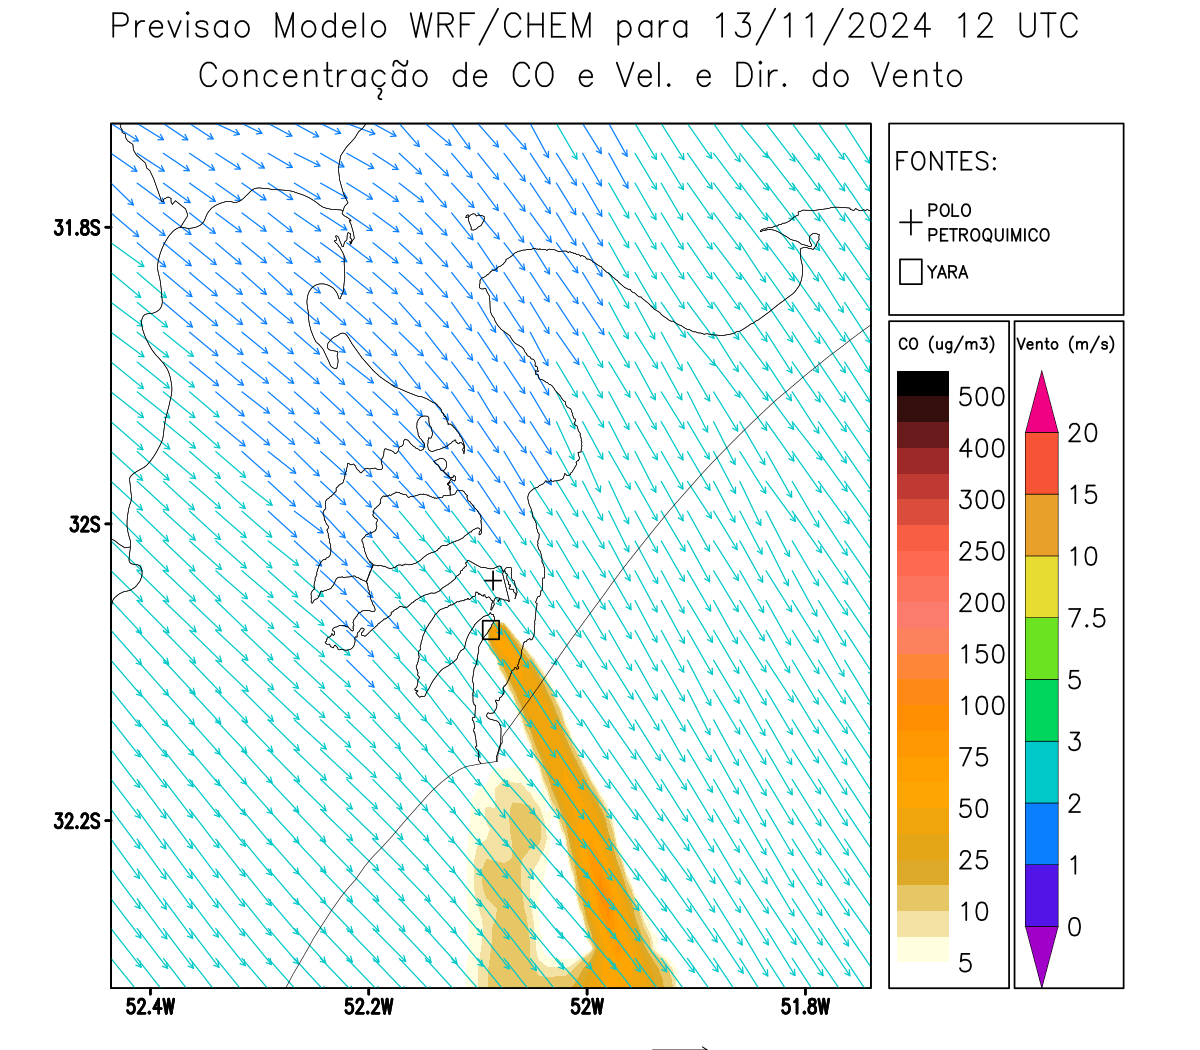 Previsao Modelo WRF/CHEM para 13/11/2024 12 UTC
Concentração de CO e Vel. e Dir. do Vento
FONTES:
POLO
PETROQUIMICO
YARA
CO (ug/m3)
500
400
300
250
200
150
100
75
50
25
10
5
Vento (m/s)
20
15
10
7.5
5
3
2
1
0
31.8S
32S
32.2S
52.4W
52.2W
52W
51.8W